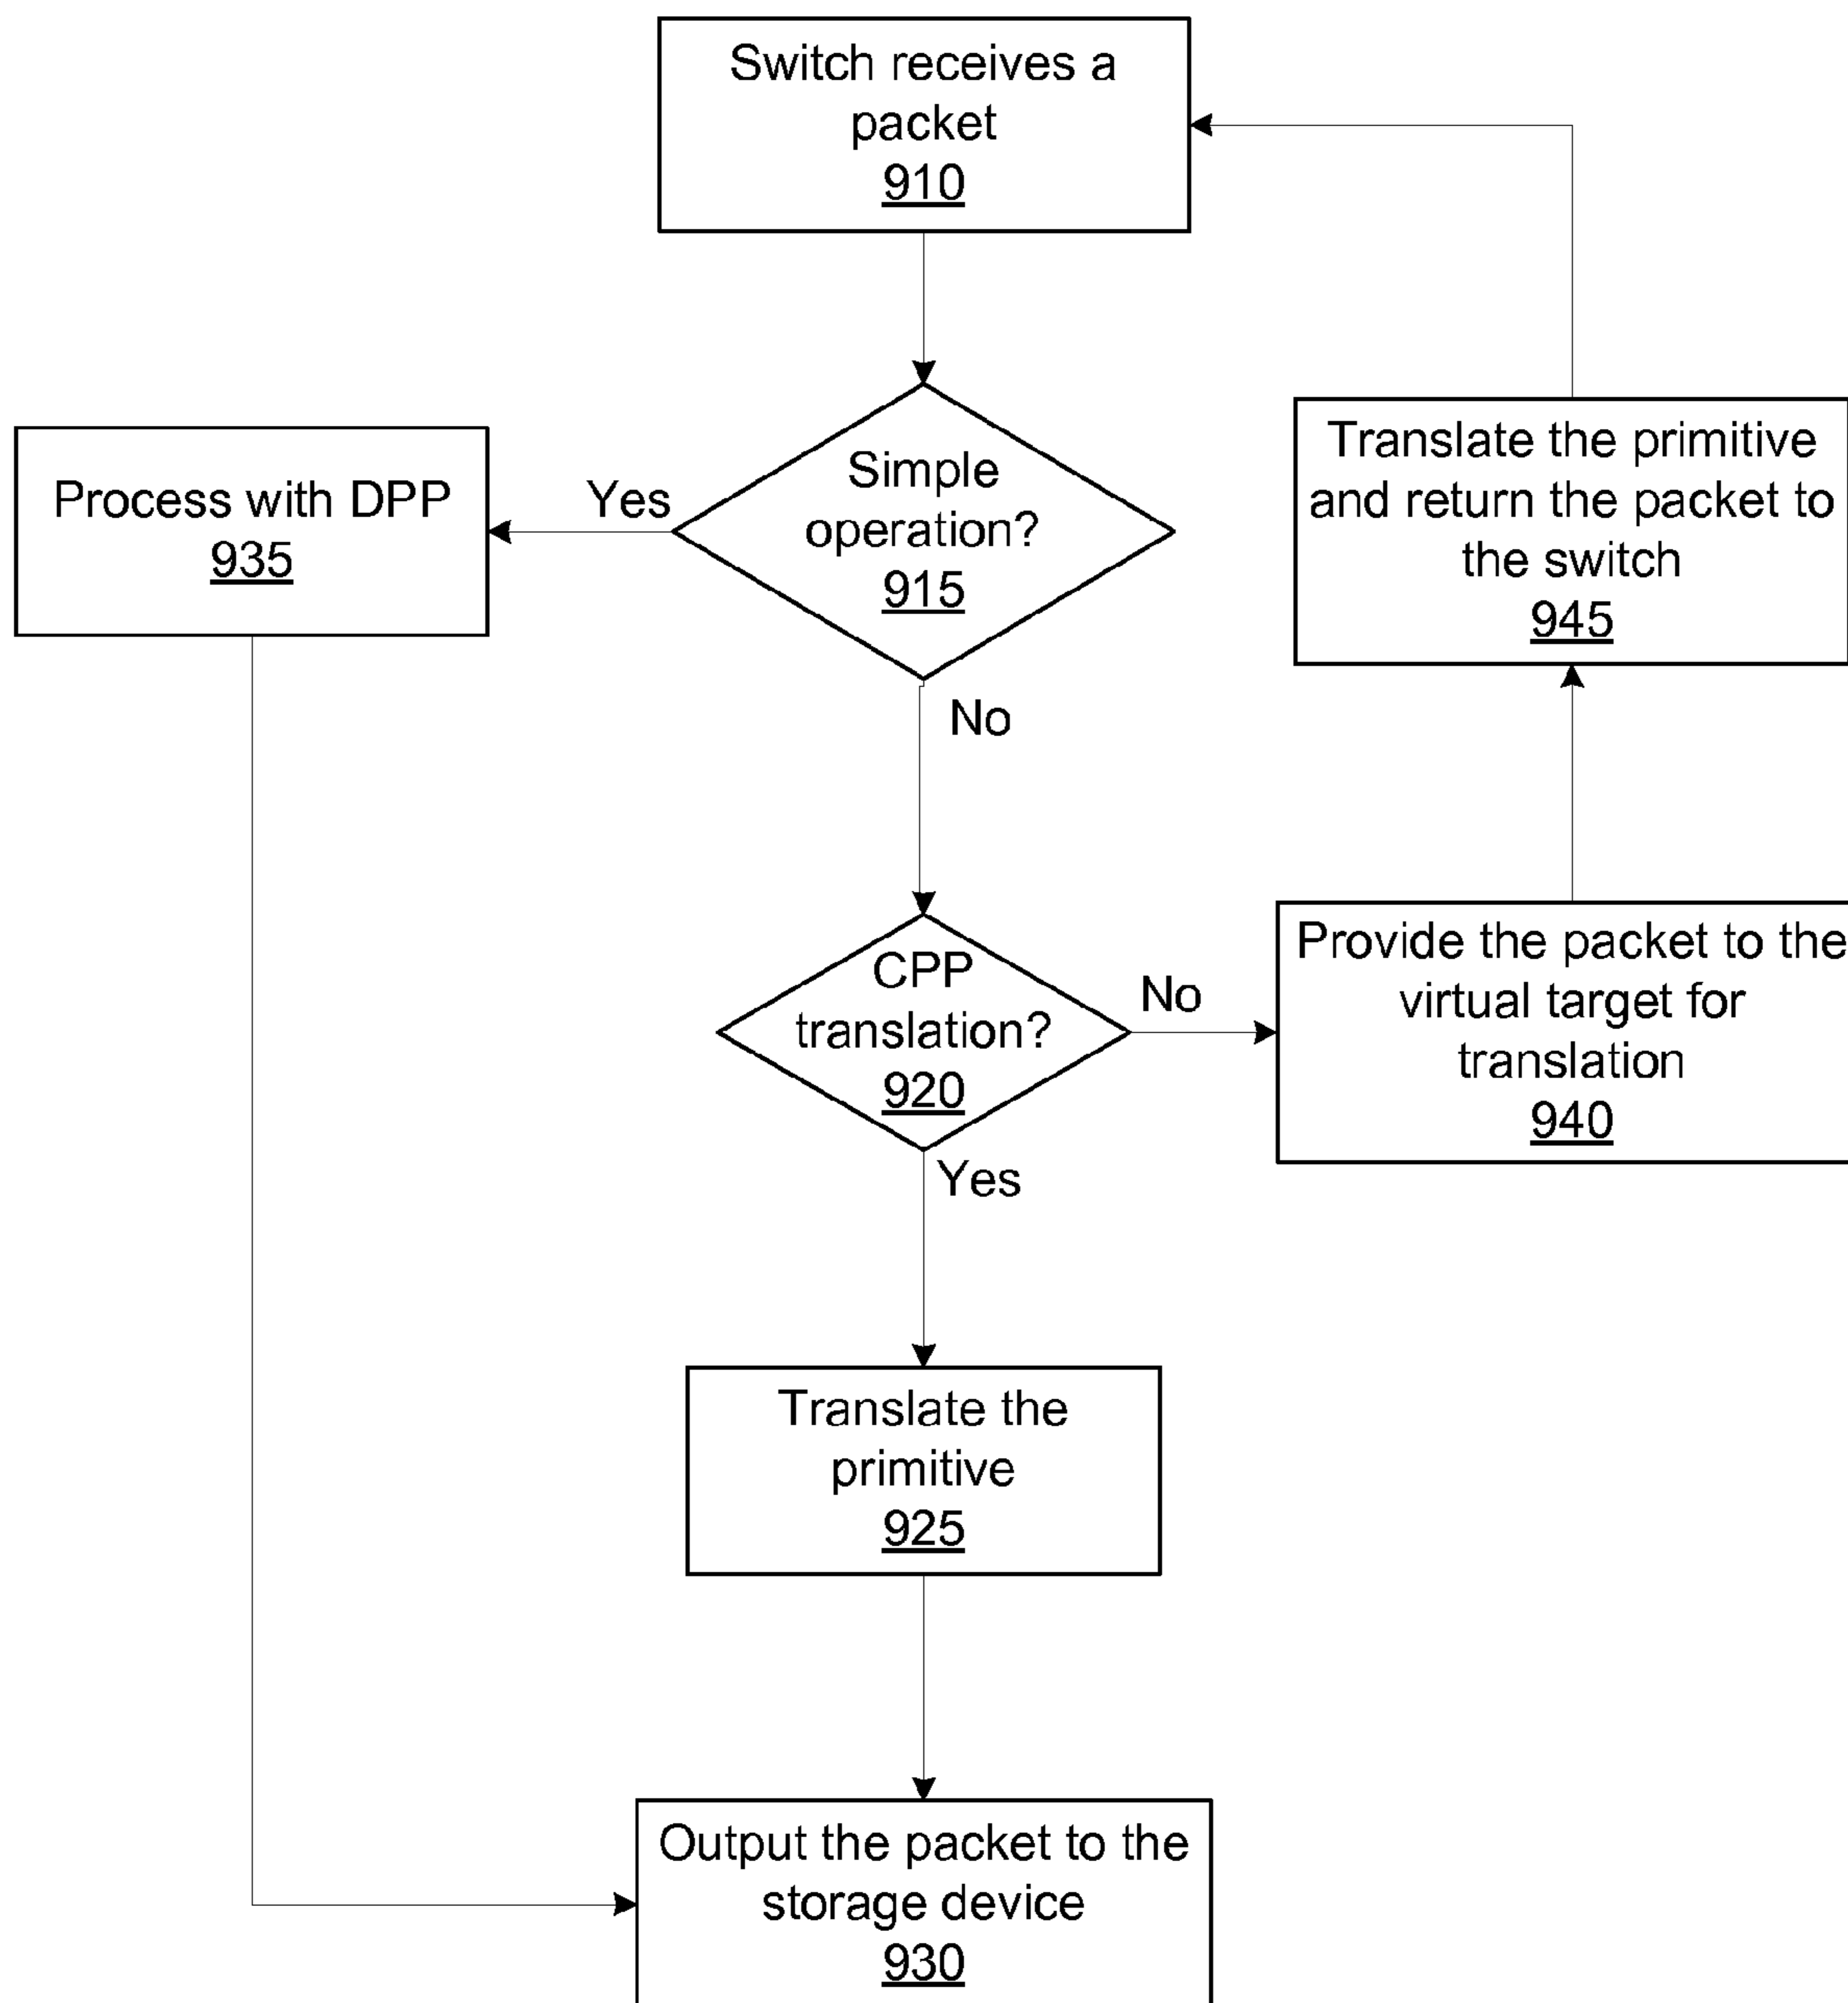 Switch receives a
packet
910
Simple
operation?
915
Yes
Process with DPP
935
Translate the primitive
and return the packet to
the switch
945
No
CPP
translation?
920
No
Provide the packet to the
virtual target for
translation
940
Yes
Translate the
primitive
925
Output the packet to the
storage device
930